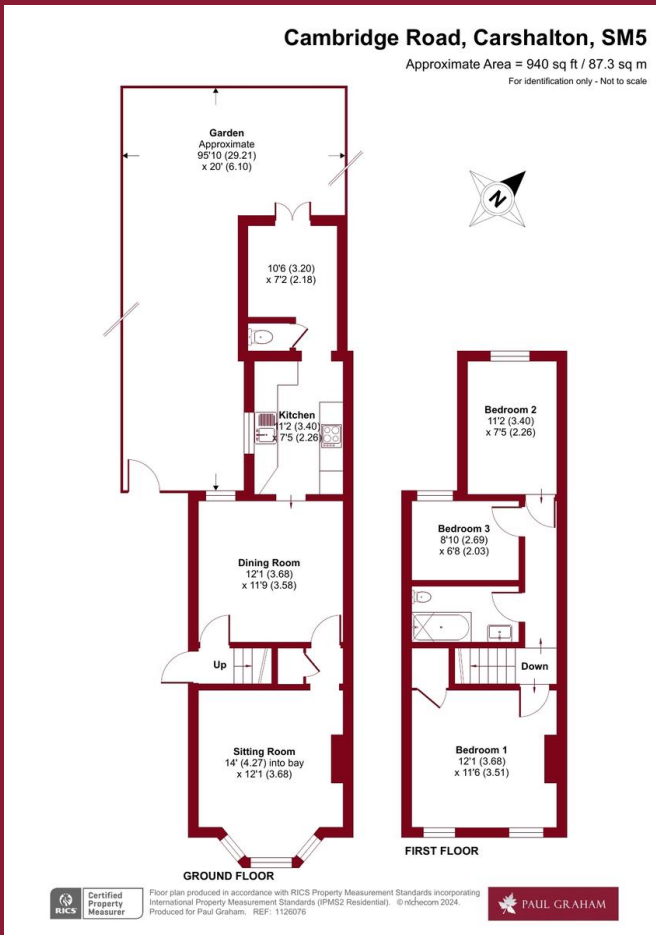 Cambridge Road, Carshalton, SM5
Approximate Area = 940 sq ft / 87.3 sq m
For identification only - Not to scale
Garden
Approximate
95'10 (29.21)
x 20' (6.10)
N
10'6 (3.20)
x 7'2 (2.18)
Kitchen
11'2 (3.40)
x 7'5 (2.26)
Bedroom 2
11'2 (3.40)
x 7'5 (2.26)
Bedroom 3
8'10 (2.69)
x 6'8 (2.03)
Dining Room
12'1 (3.68)
x 11'9 (3.58)
Up
Down
Sitting Room
14' (4.27) into bay
x 12'1 (3.68)
Bedroom 1
12'1 (3.68)
x 11'6 (3.51)
GROUND FLOOR
FIRST FLOOR
RICS
Certified
Property
Measurer
Floor plan produced in accordance with RICS Property Measurement Standards incorporating
International Property Measurement Standards (IPMS2 Residential). © nichecom 2024.
Produced for Paul Graham. REF: 1126076
PAUL GRAHAM